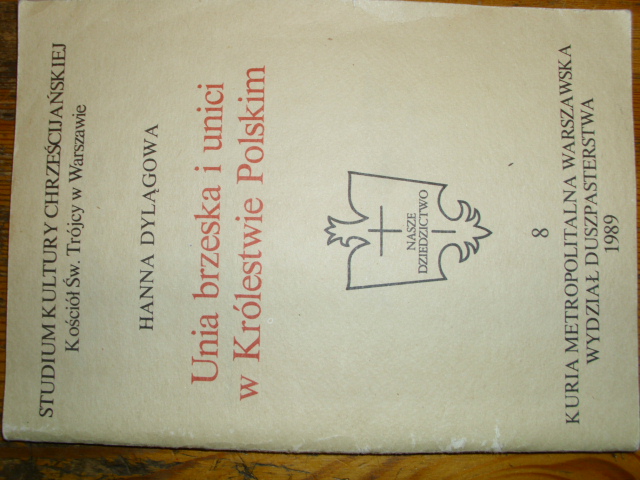 STUDIUM KULTURY CHRZEŚCIJAŃSKIEJ
Kościół Św. Trójcy w Warszawie
HANNA DYLĄGOWA
Unia brzeska i unici
w Królestwie Polskim
NASZE
DZIEDZICTWO
8
KURIA METROPOLITALNA WARSZAWSKA
WYDZIAŁ DUSZPASTERSTWA
1989